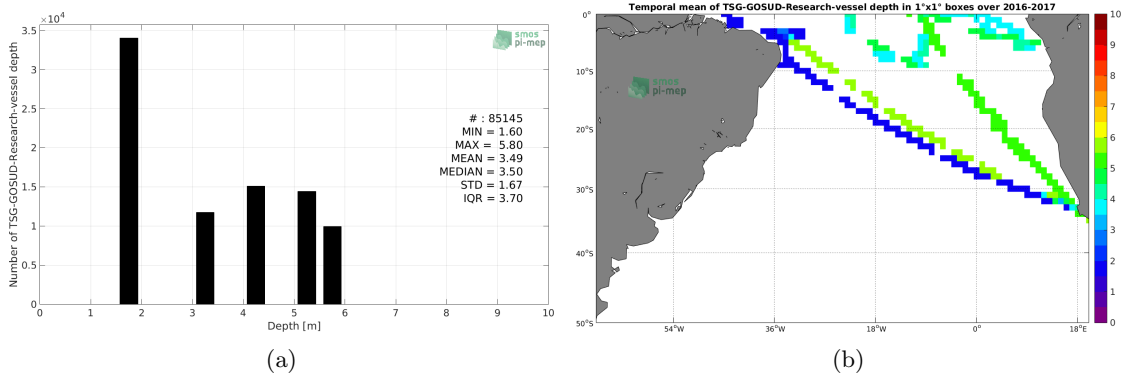 ×10⁴
3.5
3
2.5
2
1.5
1
0.5
0
Number of TSG-GOSUD-Research-vessel depth
0 1 2 3 4 5 6 7 8 9 10
Depth [m]
smos
pi-mep
# : 85145
MIN = 1.60
MAX = 5.80
MEAN = 3.49
MEDIAN = 3.50
STD = 1.67
IQR = 3.70
(a)
Temporal mean of TSG-GOSUD-Research-vessel depth in 1°x1° boxes over 2016-2017
0°
10°S
20°S
30°S
40°S
50°S
54°W 36°W 18°W 0° 18°E
smos
pi-mep
10
9
8
7
6
5
4
3
2
1
0
(b)